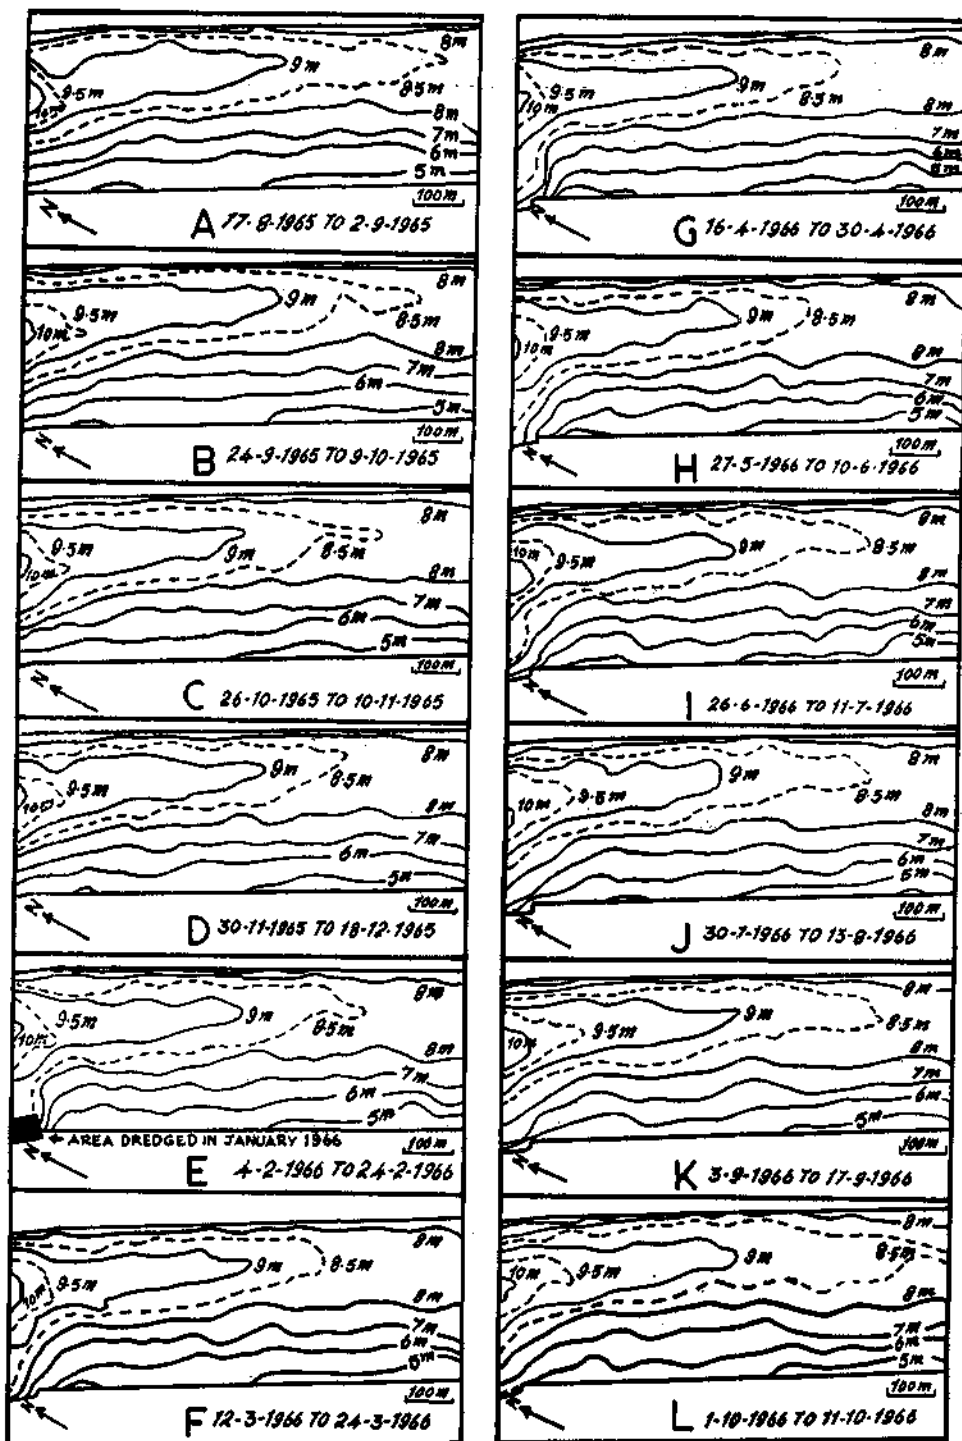 8m
9m
9.5m
8.5m
10m
8m
7m
6m
5m
100m
N
A 17-8-1965 TO 2-9-1965
8m
9m
9.5m
8.5m
10m
8m
7m
6m
5m
100m
N
B 24-9-1965 TO 9-10-1965
8m
9.5m
9m
8.5m
10m
8m
7m
6m
5m
100m
N
C 26-10-1965 TO 10-11-1965
8m
9m
8.5m
9.5m
10m
8m
7m
6m
5m
100m
N
D 30-11-1965 TO 18-12-1965
8m
9.5m
9m
8.5m
10m
8m
7m
6m
5m
← AREA DREDGED IN JANUARY 1966
100m
N
E 4-2-1966 TO 24-2-1966
8m
9m
8.5m
9.5m
10m
8m
7m
6m
5m
100m
N
F 12-3-1966 TO 24-3-1966
8m
9m
9.5m
8.5m
10m
8m
7m
6m
5m
100m
N
G 16-4-1966 TO 30-4-1966
8m
9.5m
9m
8.5m
10m
8m
7m
6m
5m
100m
N
H 27-5-1966 TO 10-6-1966
8m
10m
9.5m
9m
8.5m
8m
7m
6m
5m
100m
N
I 26-6-1966 TO 11-7-1966
8m
9m
8.5m
9.5m
10m
8m
7m
6m
5m
100m
N
J 30-7-1966 TO 13-8-1966
8m
9m
8.5m
9.5m
10m
8m
7m
6m
5m
100m
N
K 3-9-1966 TO 17-9-1966
8m
9m
8.5m
9.5m
10m
8m
7m
6m
5m
100m
N
L 1-10-1966 TO 11-10-1966